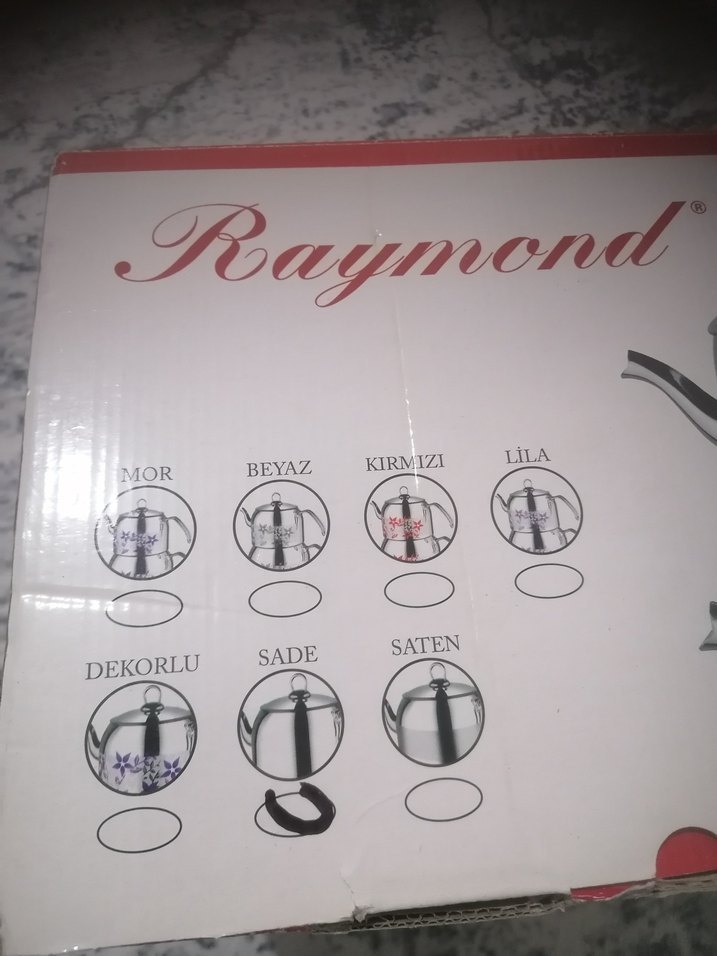 Raymond®
MOR BEYAZ KIRMIZI LİLA
DEKORLU SADE SATEN